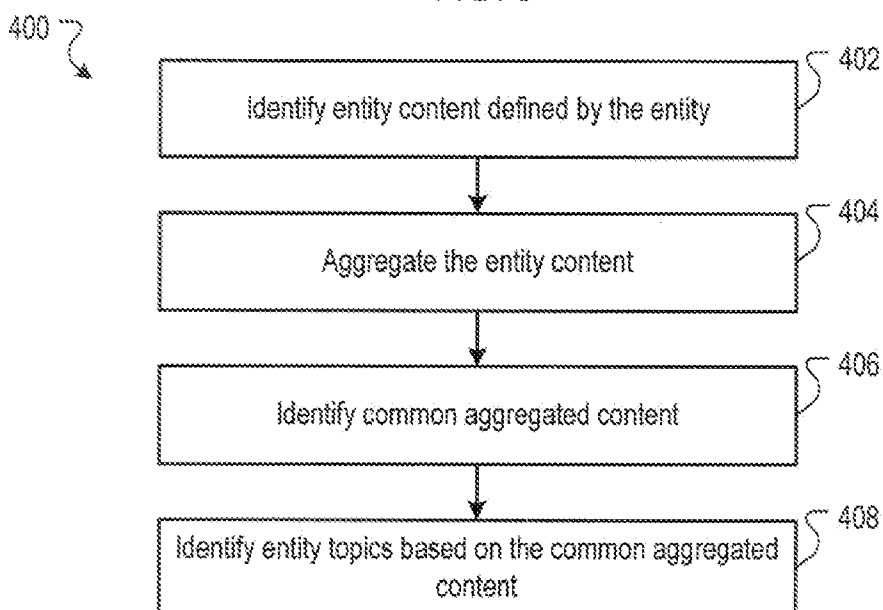 400
402
Identify entity content defined by the entity
404
Aggregate the entity content
406
Identify common aggregated content
408
Identify entity topics based on the common aggregated
content